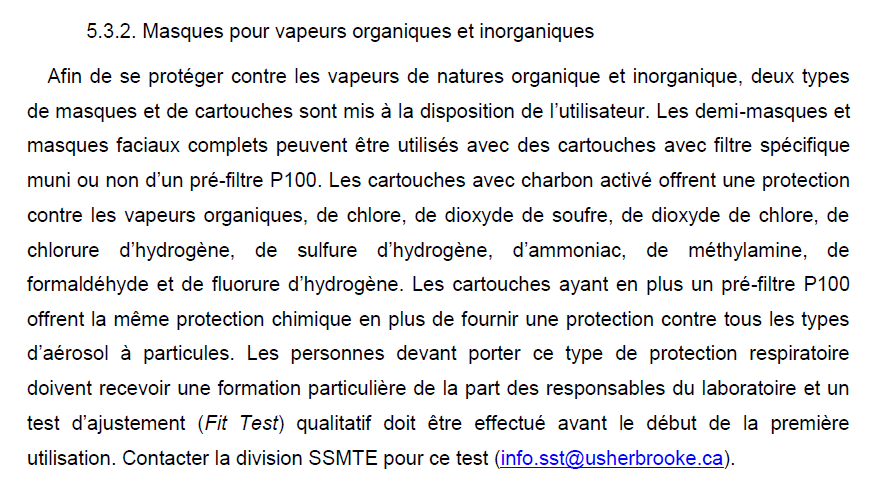 5.3.2. Masques pour vapeurs organiques et inorganiques
Afin de se protéger contre les vapeurs de natures organique et inorganique, deux types
de masques et de cartouches sont mis à la disposition de l’utilisateur. Les demi-masques et
masques faciaux complets peuvent être utilisés avec des cartouches avec filtre spécifique
muni ou non d’un pré-filtre P100. Les cartouches avec charbon activé offrent une protection
contre les vapeurs organiques, de chlore, de dioxyde de soufre, de dioxyde de chlore, de
chlorure d’hydrogène, de sulfure d’hydrogène, d’ammoniac, de méthylamine, de
formaldéhyde et de fluorure d’hydrogène. Les cartouches ayant en plus un pré-filtre P100
offrent la même protection chimique en plus de fournir une protection contre tous les types
d’aérosol à particules. Les personnes devant porter ce type de protection respiratoire
doivent recevoir une formation particulière de la part des responsables du laboratoire et un
test d’ajustement (Fit Test) qualitatif doit être effectué avant le début de la première
utilisation. Contacter la division SSMTE pour ce test (info.sst@usherbrooke.ca).